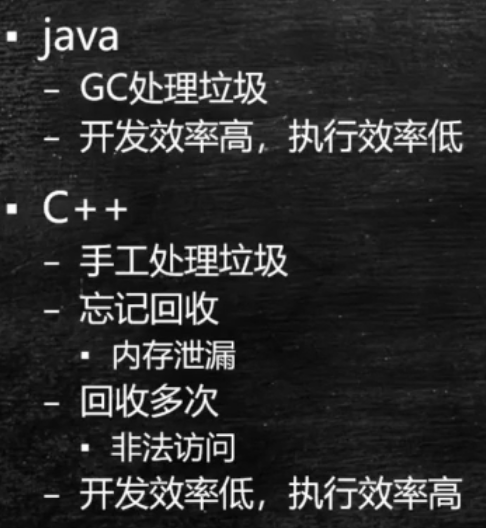 ▪ java
– GC处理垃圾
– 开发效率高，执行效率低
▪ C++
– 手工处理垃圾
– 忘记回收
▪ 内存泄漏
– 回收多次
▪ 非法访问
– 开发效率低，执行效率高